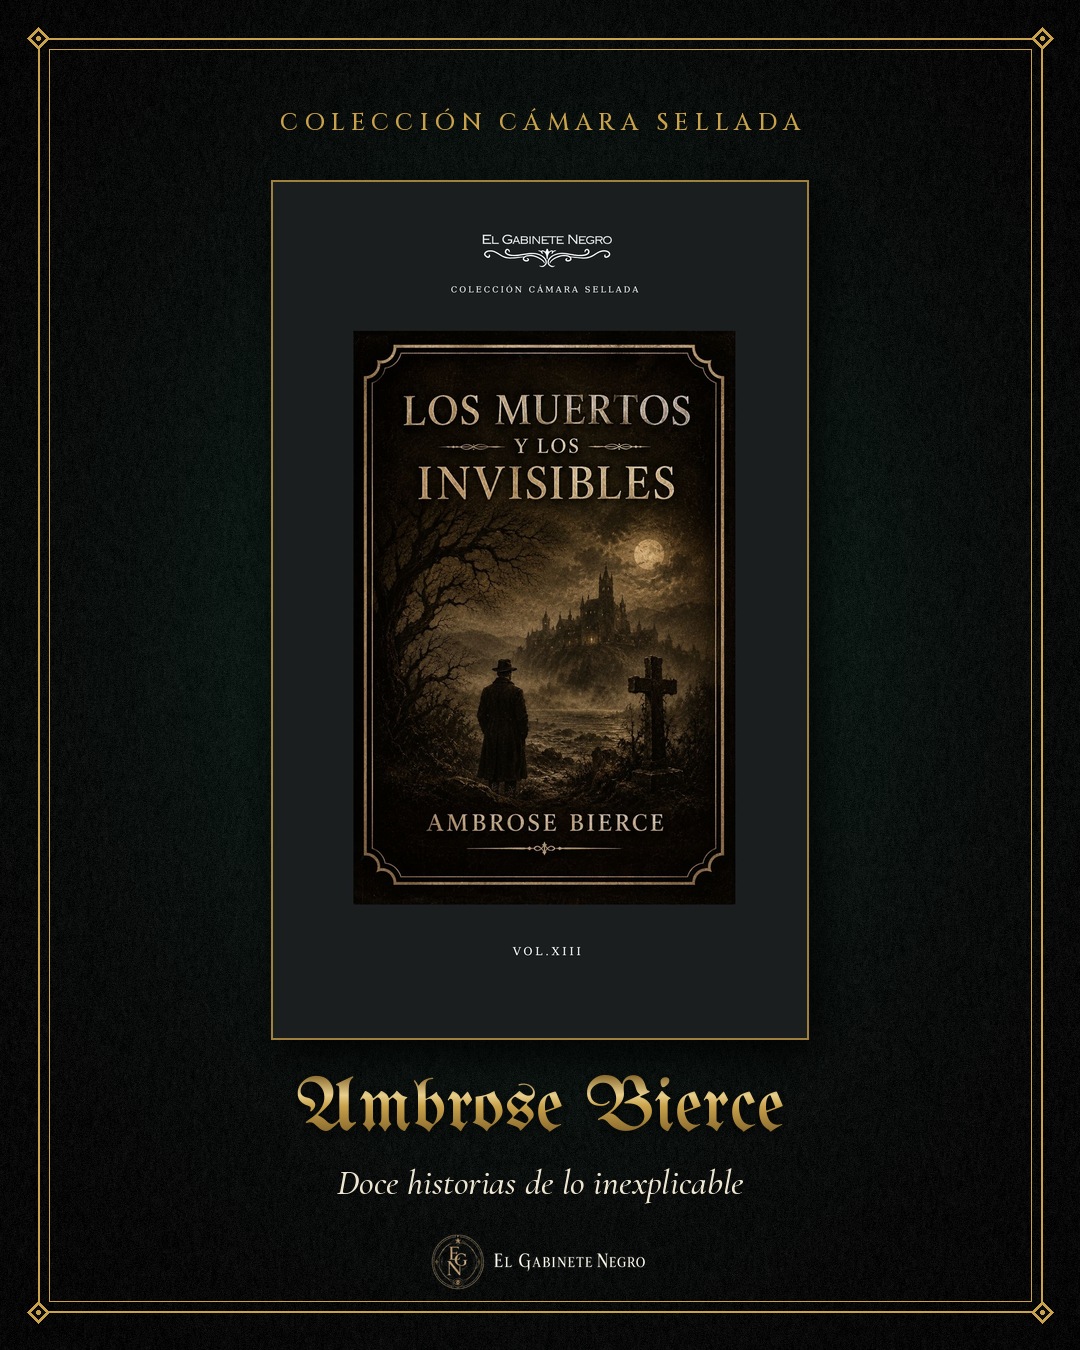 COLECCIÓN CÁMARA SELLADA
EL GABINETE NEGRO
COLECCIÓN CÁMARA SELLADA
LOS MUERTOS
Y LOS
INVISIBLES
AMBROSE BIERCE
VOL.XIII
Ambrose Bierce
Doce historias de lo inexplicable
EGN
EL GABINETE NEGRO